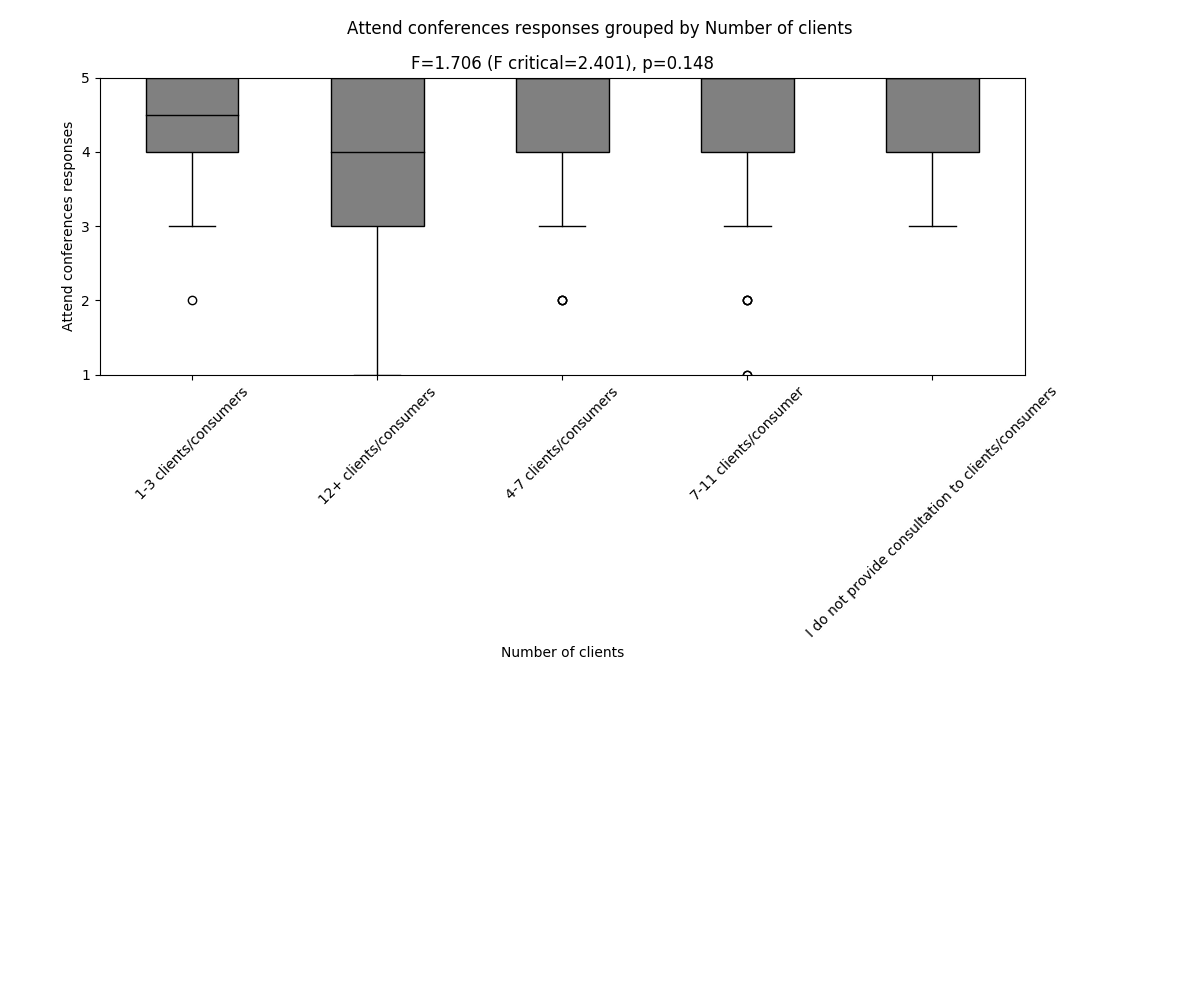 Attend conferences responses grouped by Number of clients
F=1.706 (F critical=2.401), p=0.148
Attend conferences responses
5
4
3
2
1
1-3 clients/consumers
12+ clients/consumers
4-7 clients/consumers
7-11 clients/consumer
I do not provide consultation to clients/consumers
Number of clients